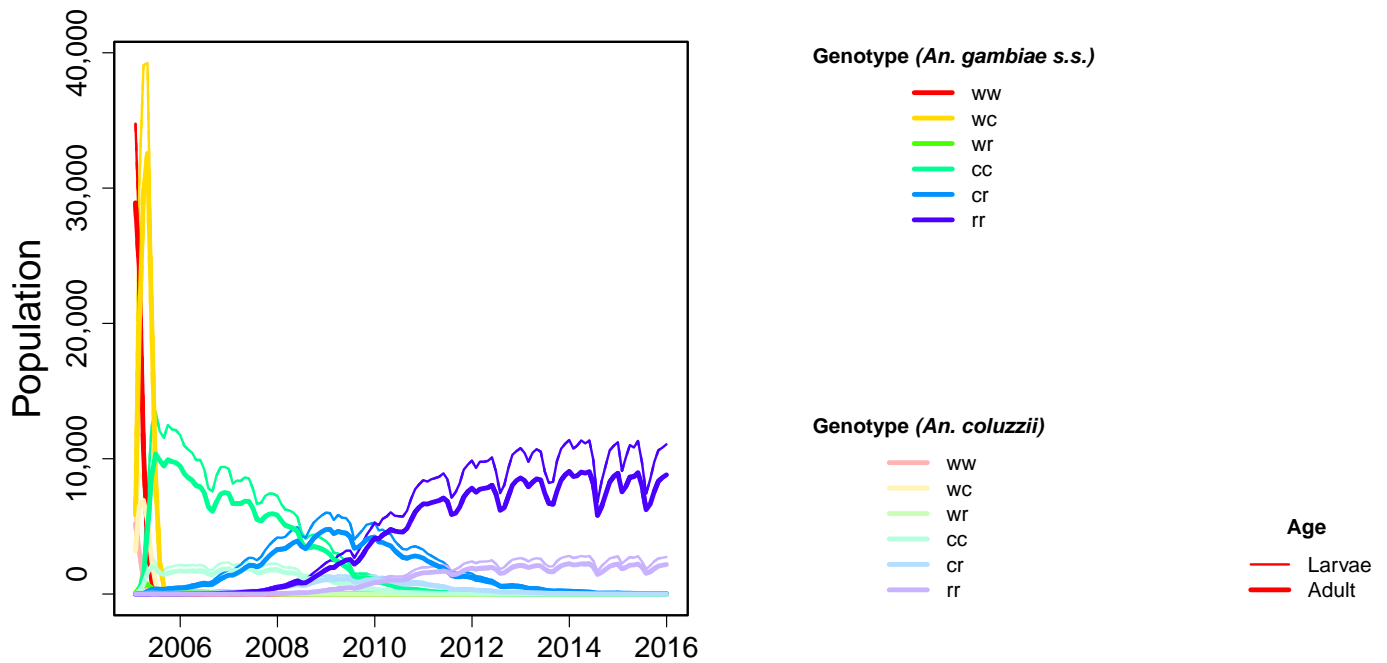 Population
40,000
30,000
20,000
10,000
0
2006 2008 2010 2012 2014 2016
Genotype (An. gambiae s.s.)
ww
wc
wr
cc
cr
rr
Genotype (An. coluzzii)
ww
wc
wr
cc
cr
rr
Age
Larvae
Adult